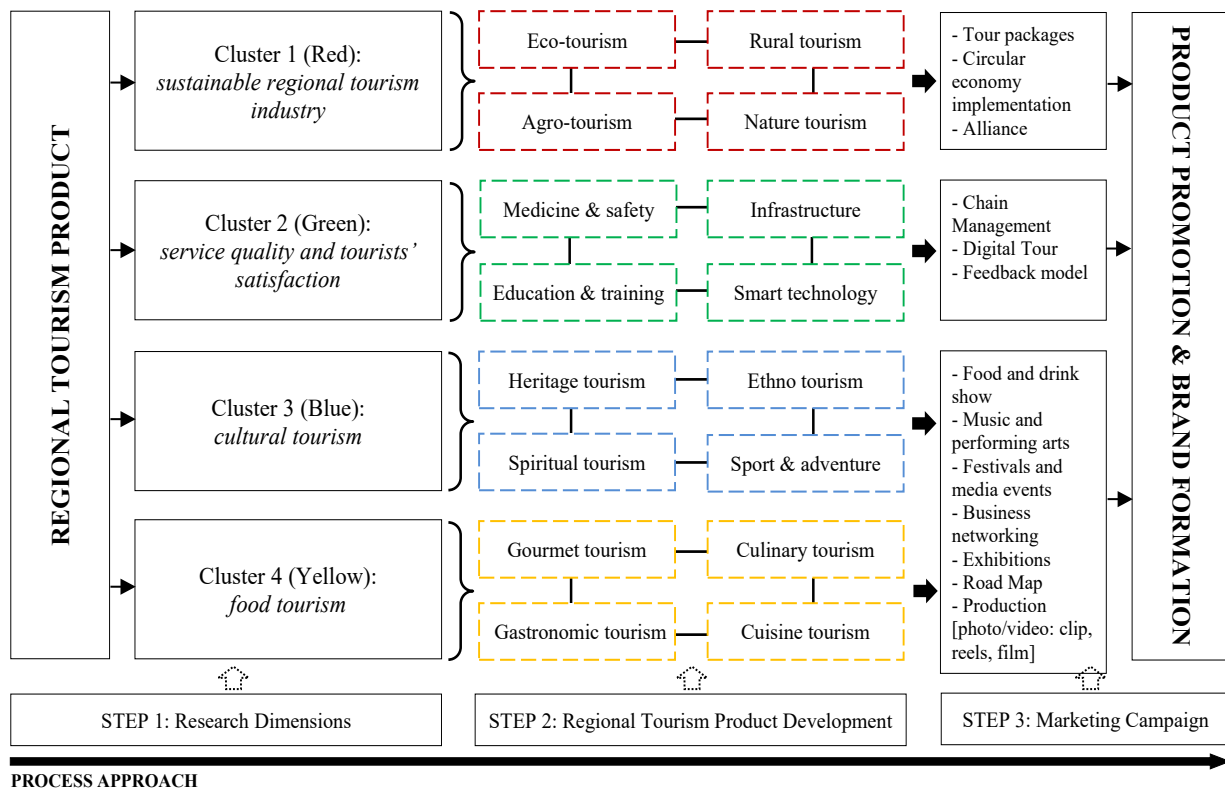 REGIONAL TOURISM PRODUCT
Cluster 1 (Red):
sustainable regional tourism
industry
Eco-tourism
Rural tourism
Agro-tourism
Nature tourism
- Tour packages
- Circular
economy
implementation
- Alliance
Cluster 2 (Green):
service quality and tourists’
satisfaction
Medicine & safety
Infrastructure
Education & training
Smart technology
- Chain
Management
- Digital Tour
- Feedback model
Cluster 3 (Blue):
cultural tourism
Heritage tourism
Ethno tourism
Spiritual tourism
Sport & adventure
Cluster 4 (Yellow):
food tourism
Gourmet tourism
Culinary tourism
Gastronomic tourism
Cuisine tourism
- Food and drink
show
- Music and
performing arts
- Festivals and
media events
- Business
networking
- Exhibitions
- Road Map
- Production
[photo/video: clip,
reels, film]
PRODUCT PROMOTION & BRAND FORMATION
STEP 1: Research Dimensions
STEP 2: Regional Tourism Product Development
STEP 3: Marketing Campaign
PROCESS APPROACH